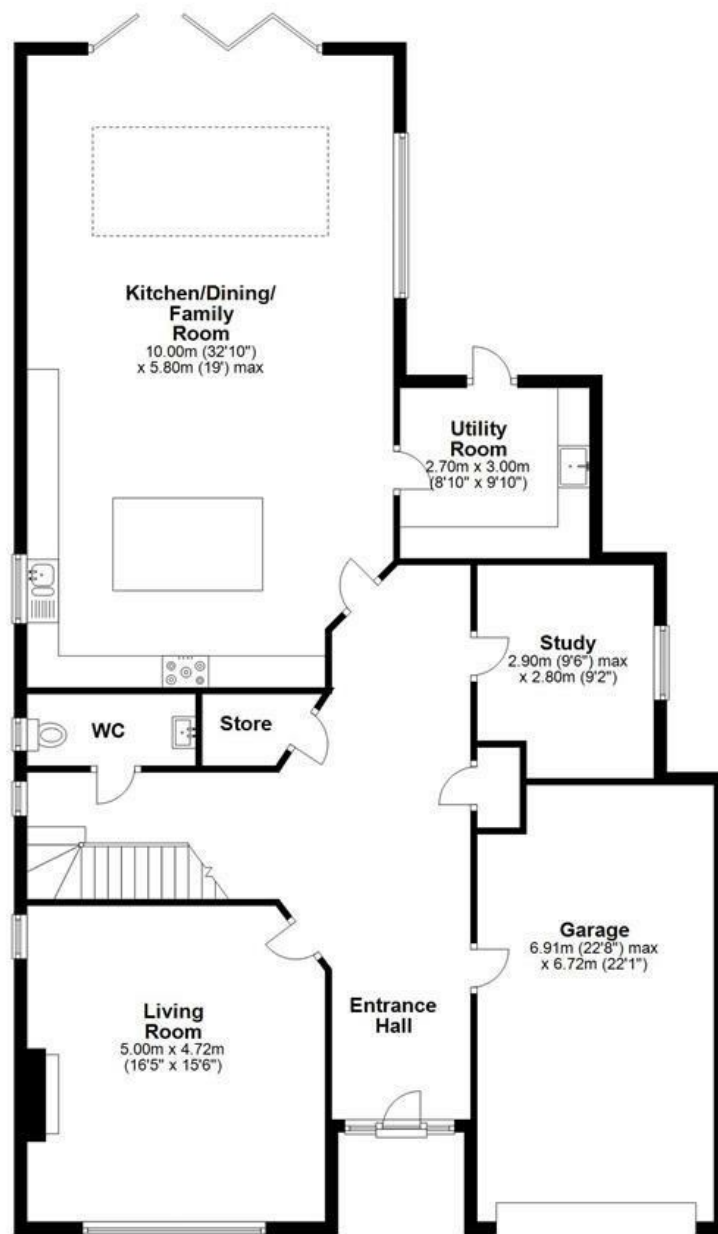 Kitchen/Dining/
Family
Room
10.00m (32'10")
x 5.80m (19') max
Utility
Room
2.70m x 3.00m
(8'10" x 9'10")
Study
2.90m (9'6") max
x 2.80m (9'2")
WC
Store
Garage
6.91m (22'8") max
x 6.72m (22'1")
Entrance
Hall
Living
Room
5.00m x 4.72m
(16'5" x 15'6")